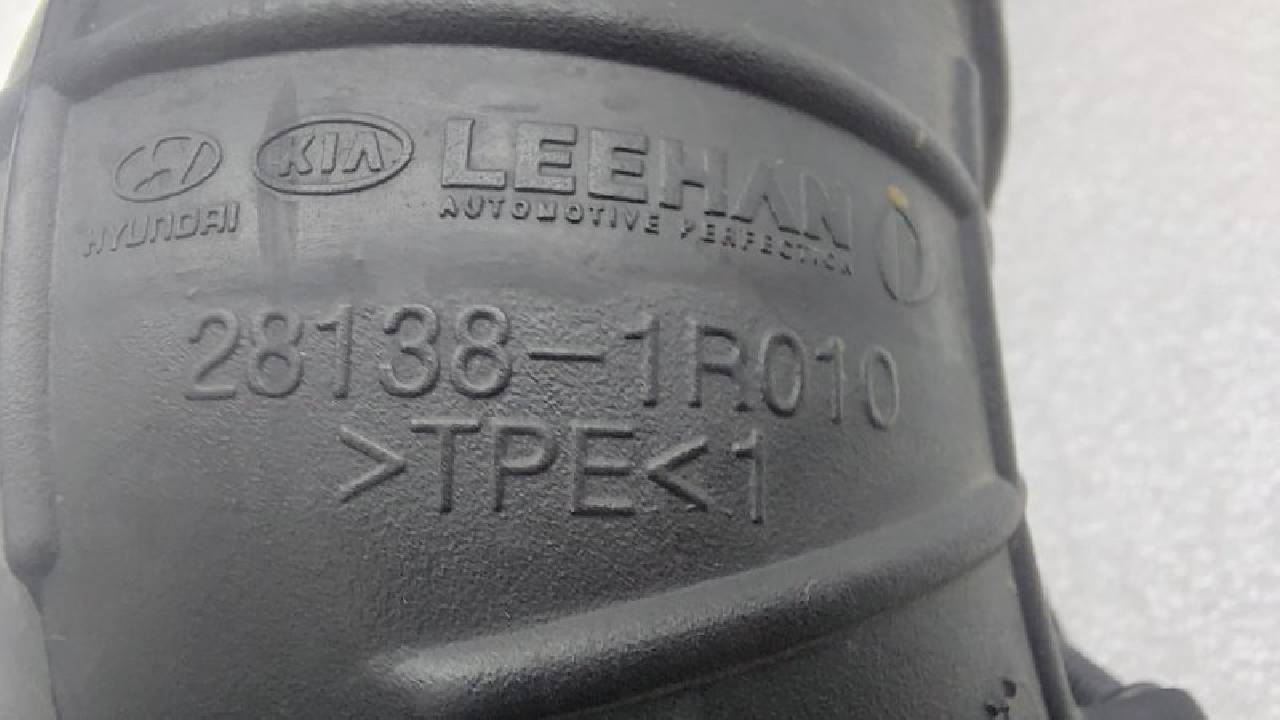 HYUNDAI KIA LEEHAN
AUTOMOTIVE PERFECTION
28138-1R010
>TPE<1